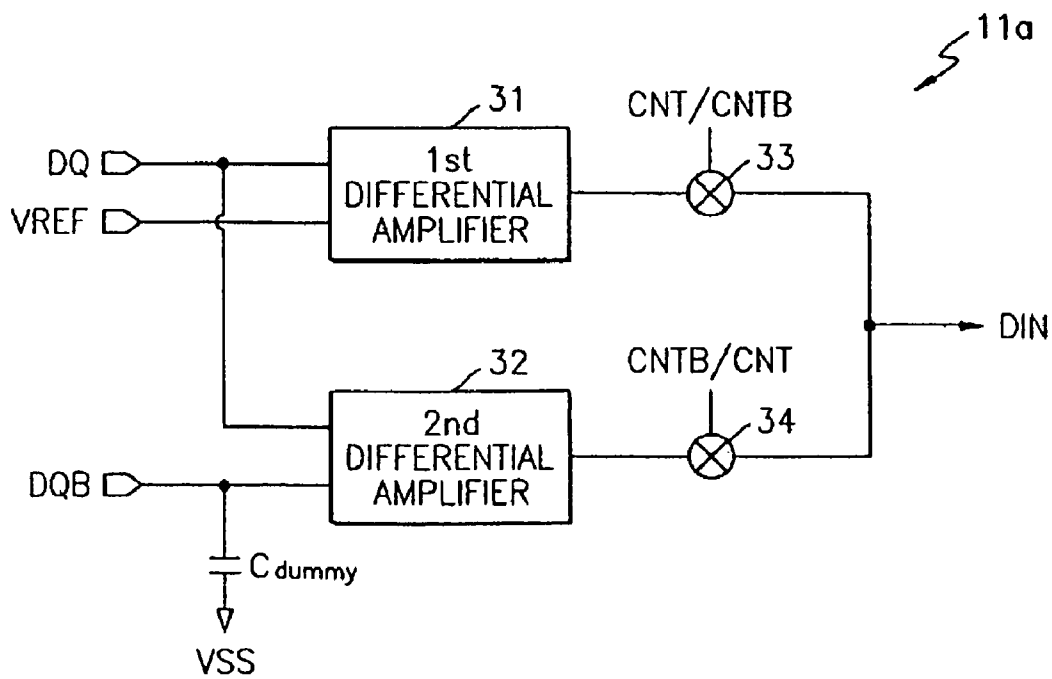 11a
31
CNT/CNTB
DQ
1st
DIFFERENTIAL
AMPLIFIER
33
VREF
DIN
32
CNTB/CNT
2nd
DIFFERENTIAL
AMPLIFIER
34
DQB
Cdummy
VSS